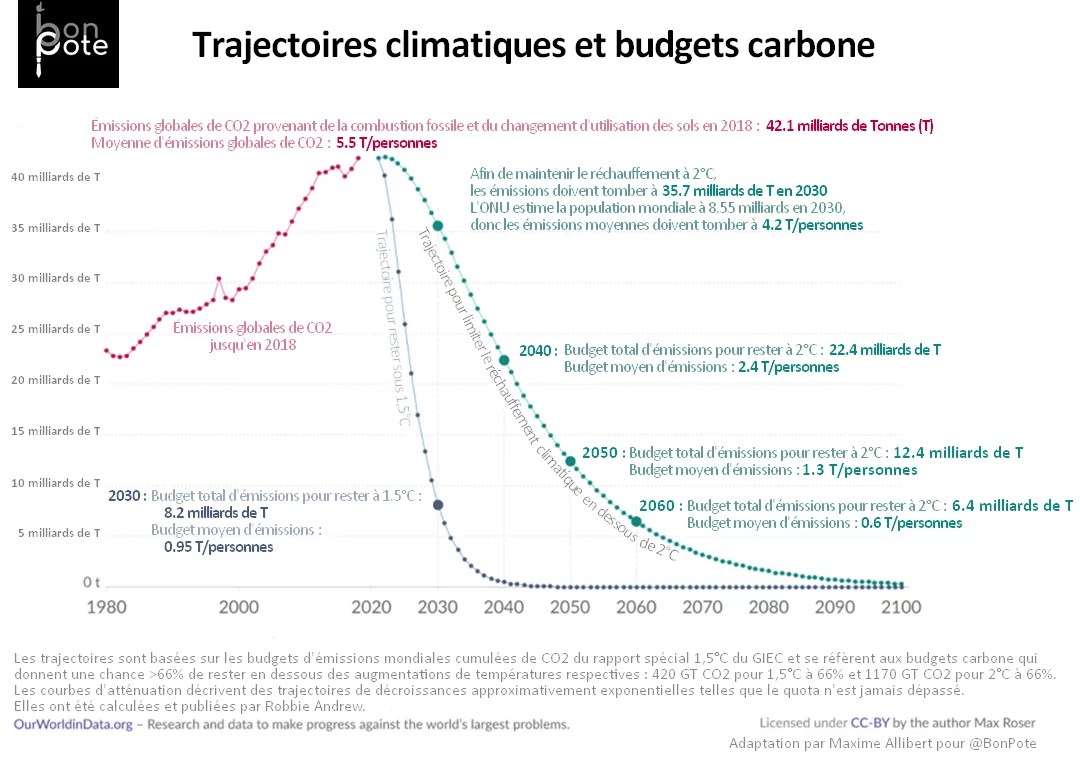 bon
pote
Trajectoires climatiques et budgets carbone
Émissions globales de CO2 provenant de la combustion fossile et du changement d'utilisation des sols en 2018 : 42.1 milliards de Tonnes (T)
Moyenne d'émissions globales de CO2 : 5.5 T/personnes
Afin de maintenir le réchauffement à 2°C,
les émissions doivent tomber à 35.7 milliards de T en 2030
L'ONU estime la population mondiale à 8.55 milliards en 2030,
donc les émissions moyennes doivent tomber à 4.2 T/personnes
40 milliards de T
35 milliards de T
30 milliards de T
25 milliards de T
20 milliards de T
15 milliards de T
10 milliards de T
5 milliards de T
0 t
Émissions globales de CO2
jusqu'en 2018
Trajectoire pour rester sous 1,5°C
Trajectoire pour limiter le réchauffement climatique en dessous de 2°C
2040 : Budget total d'émissions pour rester à 2°C : 22.4 milliards de T
Budget moyen d'émissions : 2.4 T/personnes
2050 : Budget total d'émissions pour rester à 2°C : 12.4 milliards de T
Budget moyen d'émissions : 1.3 T/personnes
2060 : Budget total d'émissions pour rester à 2°C : 6.4 milliards de T
Budget moyen d'émissions : 0.6 T/personnes
2030 : Budget total d'émissions pour rester à 1.5°C :
8.2 milliards de T
Budget moyen d'émissions :
0.95 T/personnes
1980 2000 2020 2030 2040 2050 2060 2070 2080 2090 2100
Les trajectoires sont basées sur les budgets d'émissions mondiales cumulées de CO2 du rapport spécial 1,5°C du GIEC et se réfèrent aux budgets carbone qui
donnent une chance >66% de rester en dessous des augmentations de températures respectives : 420 GT CO2 pour 1,5°C à 66% et 1170 GT CO2 pour 2°C à 66%.
Les courbes d'atténuation décrivent des trajectoires de décroissances approximativement exponentielles telles que le quota n'est jamais dépassé.
Elles ont été calculées et publiées par Robbie Andrew.
OurWorldinData.org – Research and data to make progress against the world's largest problems.
Licensed under CC-BY by the author Max Roser
Adaptation par Maxime Allibert pour @BonPote